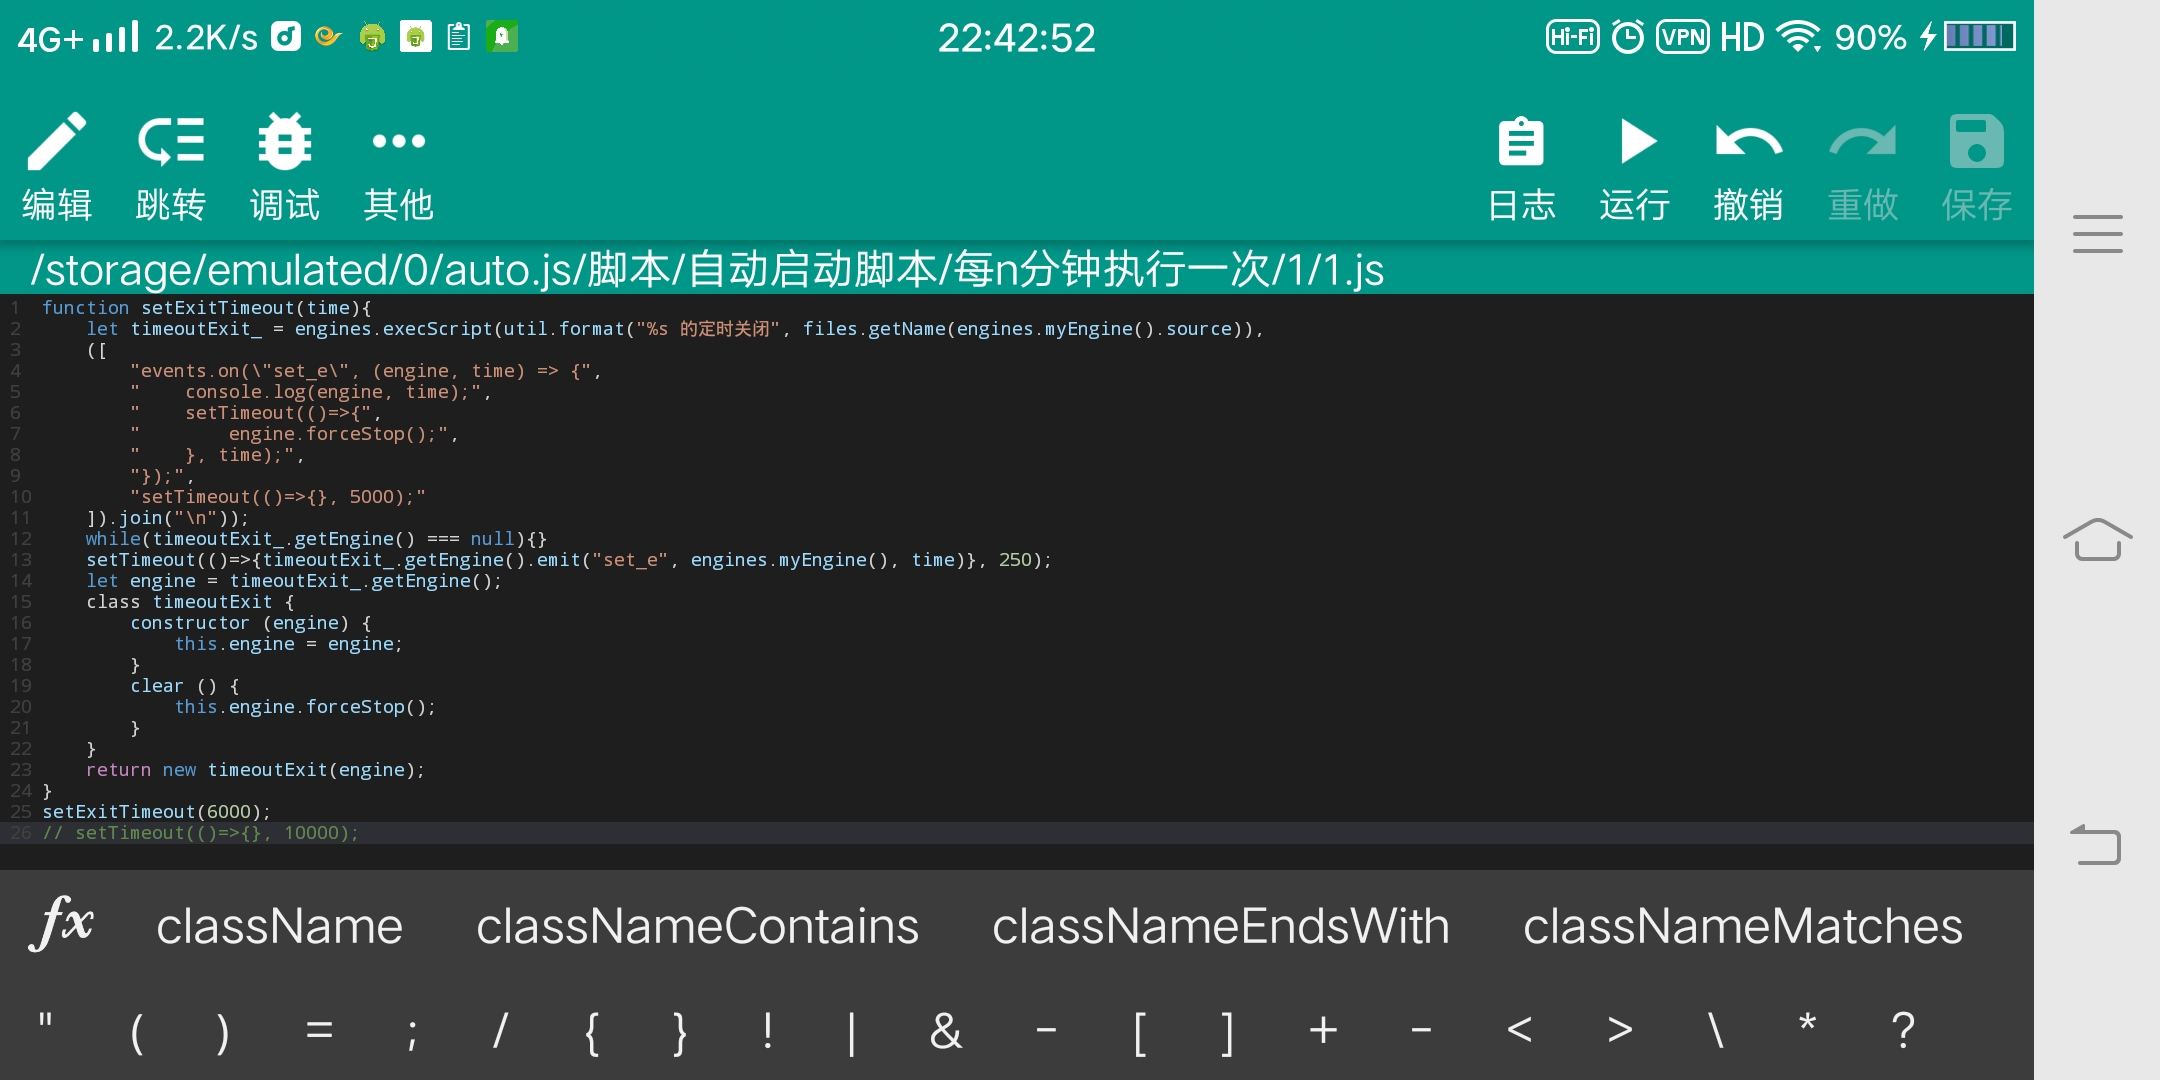 4G+ 2.2K/s 22:42:52 Hi-Fi VPN HD 90%
编辑 跳转 调试 其他 日志 运行 撤销 重做 保存
/storage/emulated/0/auto.js/脚本/自动启动脚本/每n分钟执行一次/1/1.js
1 function setExitTimeout(time){
2     let timeoutExit_ = engines.execScript(util.format("%s 的定时关闭", files.getName(engines.myEngine().source)),
3     ([
4         "events.on(\"set_e\", (engine, time) => {",
5         "    console.log(engine, time);",
6         "    setTimeout(()=>{",
7         "        engine.forceStop();",
8         "    }, time);",
9         "});",
10         "setTimeout(()=>{}, 5000);"
11     ]).join("\n"));
12     while(timeoutExit_.getEngine() === null){}
13     setTimeout(()=>{timeoutExit_.getEngine().emit("set_e", engines.myEngine(), time)}, 250);
14     let engine = timeoutExit_.getEngine();
15     class timeoutExit {
16         constructor (engine) {
17             this.engine = engine;
18         }
19         clear () {
20             this.engine.forceStop();
21         }
22     }
23     return new timeoutExit(engine);
24 }
25 setExitTimeout(6000);
26 // setTimeout(()=>{}, 10000);
fx className classNameContains classNameEndsWith classNameMatches
" ( ) = ; / { } ! | & - [ ] + - < > \ * ?